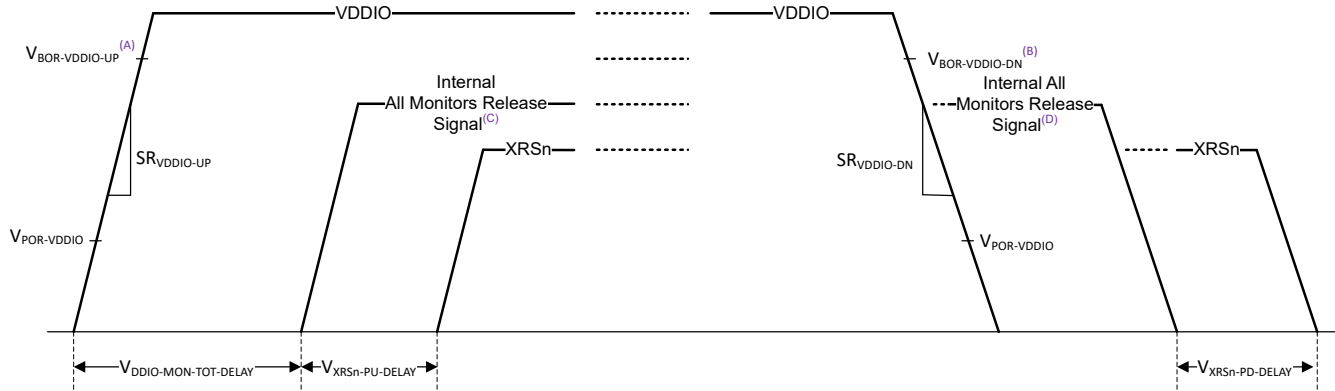 VDDIO
VDDIO
VBOR-VDDIO-UP(A)
VBOR-VDDIO-DN(B)
Internal
All Monitors Release
Signal(C)
Internal All
Monitors Release
Signal(D)
XRSn
XRSn
SRVDDIO-UP
SRVDDIO-DN
VPOR-VDDIO
VPOR-VDDIO
VDDIO-MON-TOT-DELAY
VXRSn-PU-DELAY
VXRSn-PD-DELAY